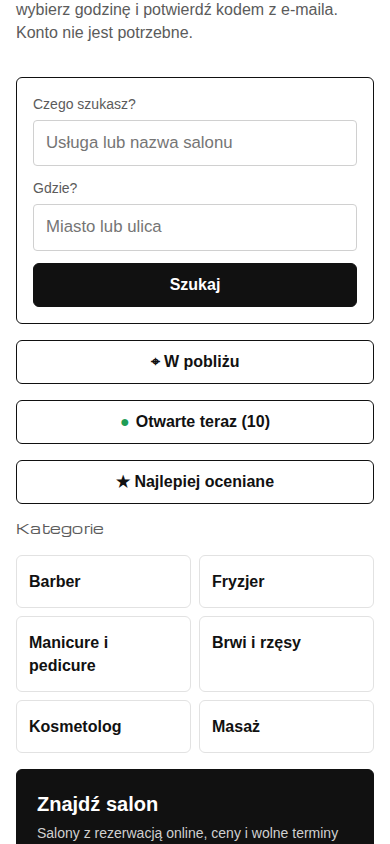 wybierz godzinę i potwierdź kodem z e-maila.
Konto nie jest potrzebne.
Czego szukasz?
Usługa lub nazwa salonu
Gdzie?
Miasto lub ulica
Szukaj
⌖ W pobliżu
● Otwarte teraz (10)
★ Najlepiej oceniane
Kategorie
Barber
Fryzjer
Manicure i
pedicure
Brwi i rzęsy
Kosmetolog
Masaż
Znajdź salon
Salony z rezerwacją online, ceny i wolne terminy